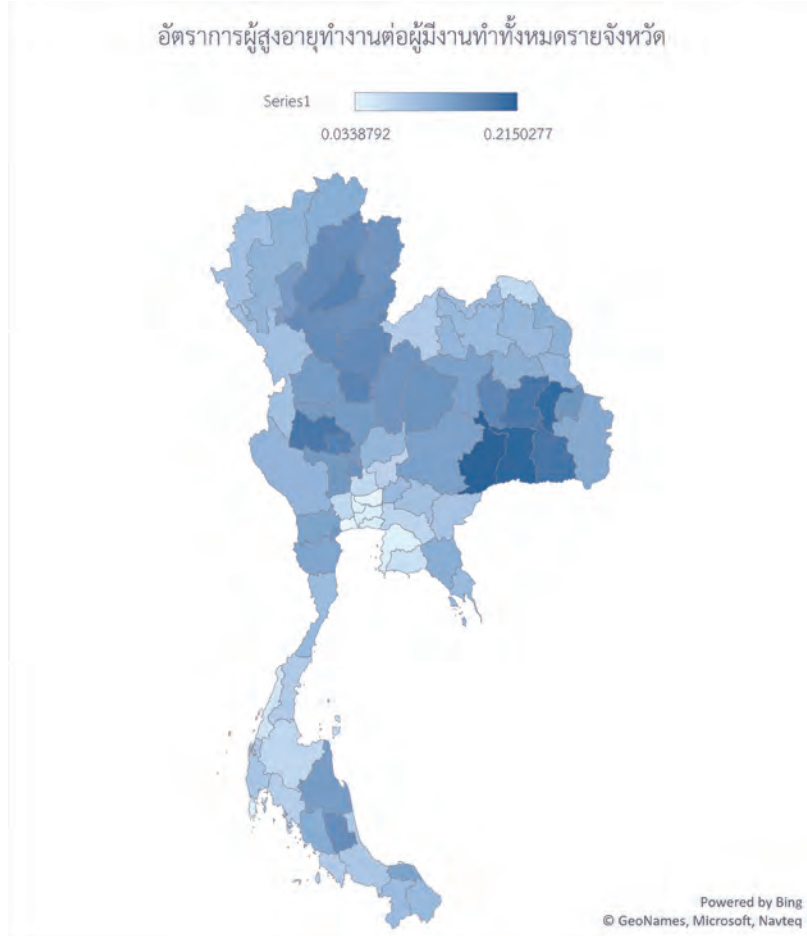 อัตราการผู้สูงอายุทำงานต่อผู้มีงานทำทั้งหมดรายจังหวัด
Series1
0.0338792 0.2150277
Powered by Bing
© GeoNames, Microsoft, Navteq